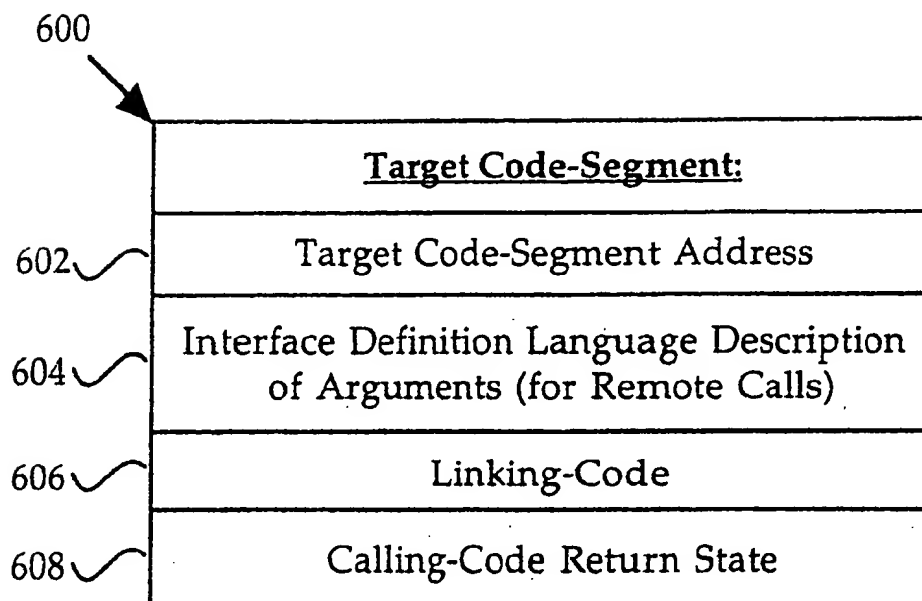 600
Target Code-Segment:
602
Target Code-Segment Address
604
Interface Definition Language Description
of Arguments (for Remote Calls)
606
Linking-Code
608
Calling-Code Return State